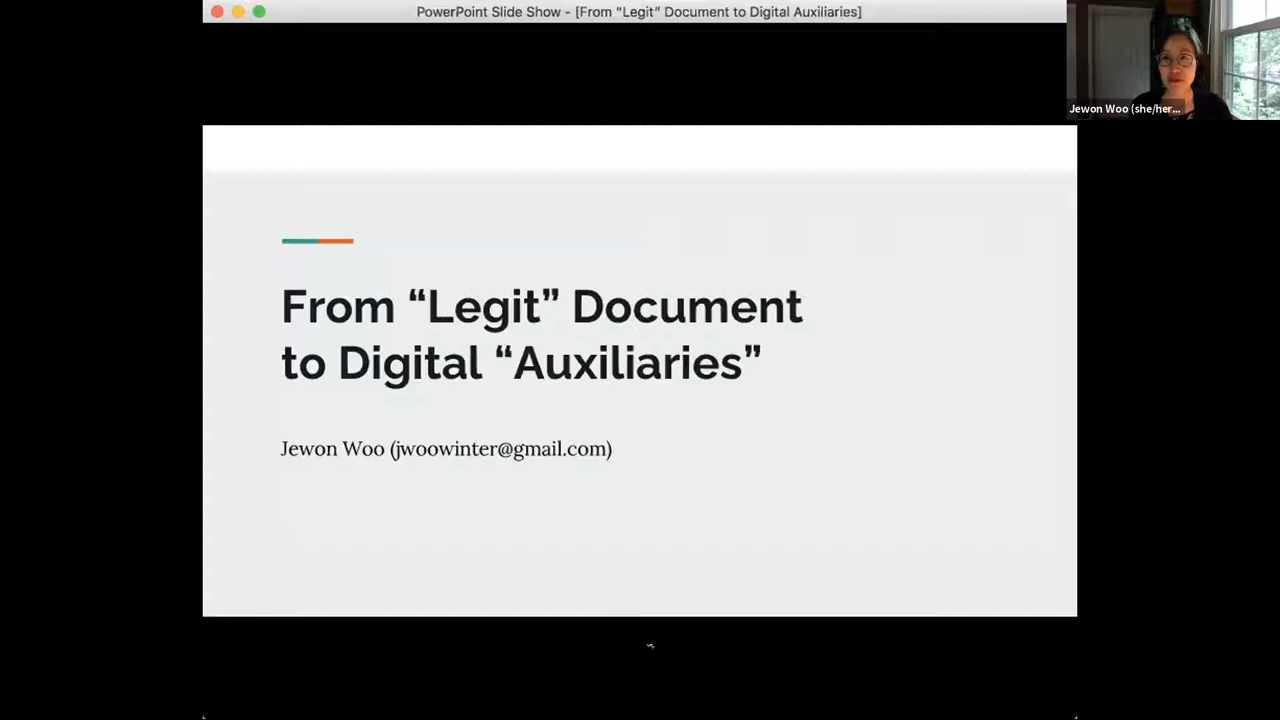 PowerPoint Slide Show - [From “Legit” Document to Digital Auxiliaries]
Jewon Woo (she/her...
From “Legit” Document
to Digital “Auxiliaries”
Jewon Woo (jwoowinter@gmail.com)